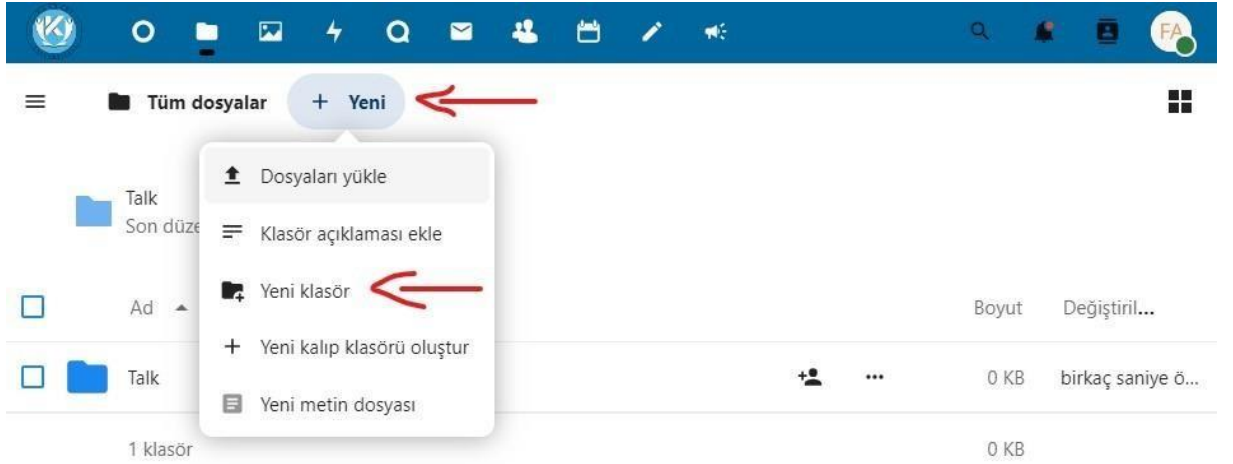 K
FA
Tüm dosyalar
+ Yeni
Dosyaları yükle
Talk
Son düze
Klasör açıklaması ekle
Yeni klasör
Ad
Boyut
Değiştiril...
Yeni kalıp klasörü oluştur
Talk
0 KB
birkaç saniye ö...
Yeni metin dosyası
1 klasör
0 KB